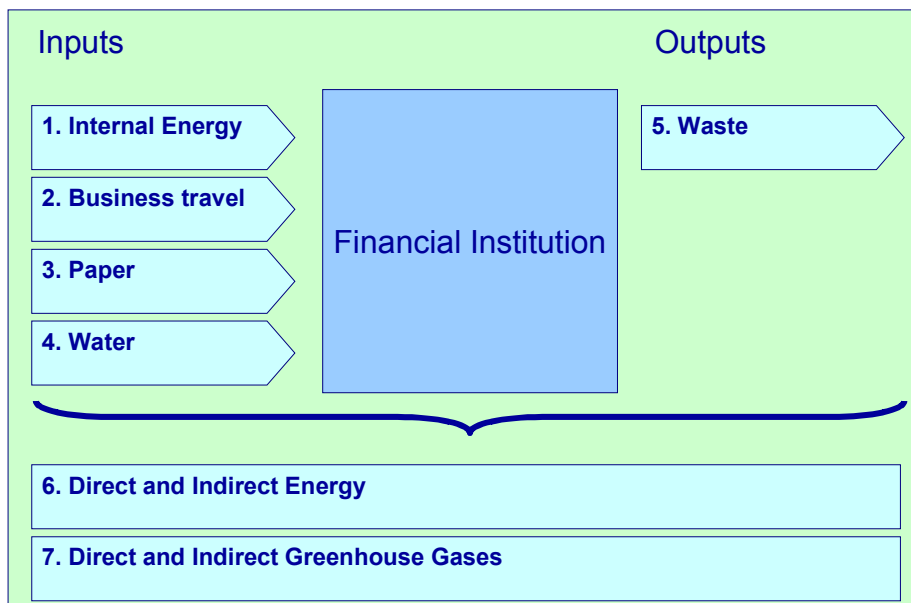 Inputs
Outputs
1. Internal Energy
2. Business travel
3. Paper
4. Water
Financial Institution
5. Waste
6. Direct and Indirect Energy
7. Direct and Indirect Greenhouse Gases